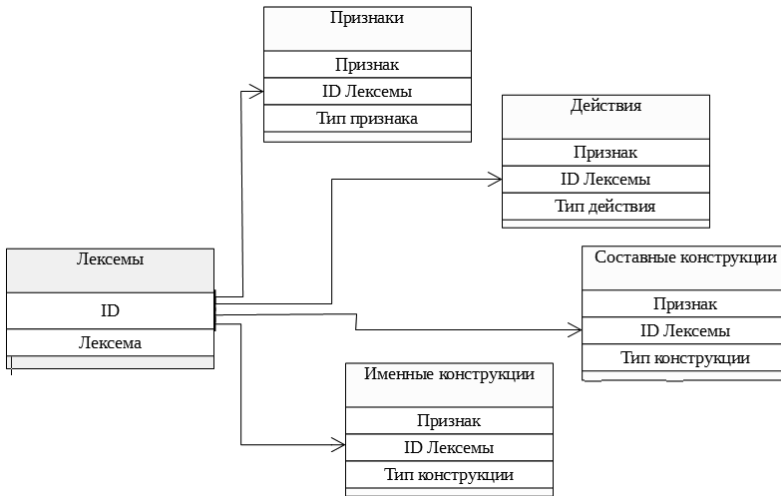 Признаки
Признак
ID Лексемы
Тип признака
Действия
Признак
ID Лексемы
Тип действия
Лексемы
ID
Лексема
Составные конструкции
Признак
ID Лексемы
Тип конструкции
Именные конструкции
Признак
ID Лексемы
Тип конструкции